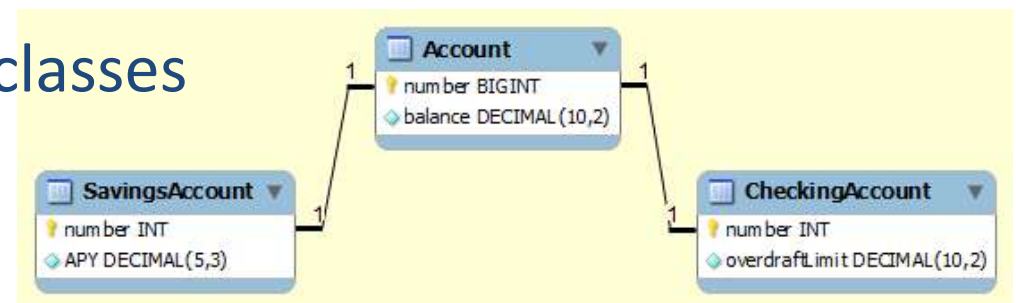 classes
Account
number BIGINT
balance DECIMAL(10,2)
1
1
SavingsAccount
number INT
APY DECIMAL(5,3)
1
CheckingAccount
number INT
overdraftLimit DECIMAL(10,2)
1